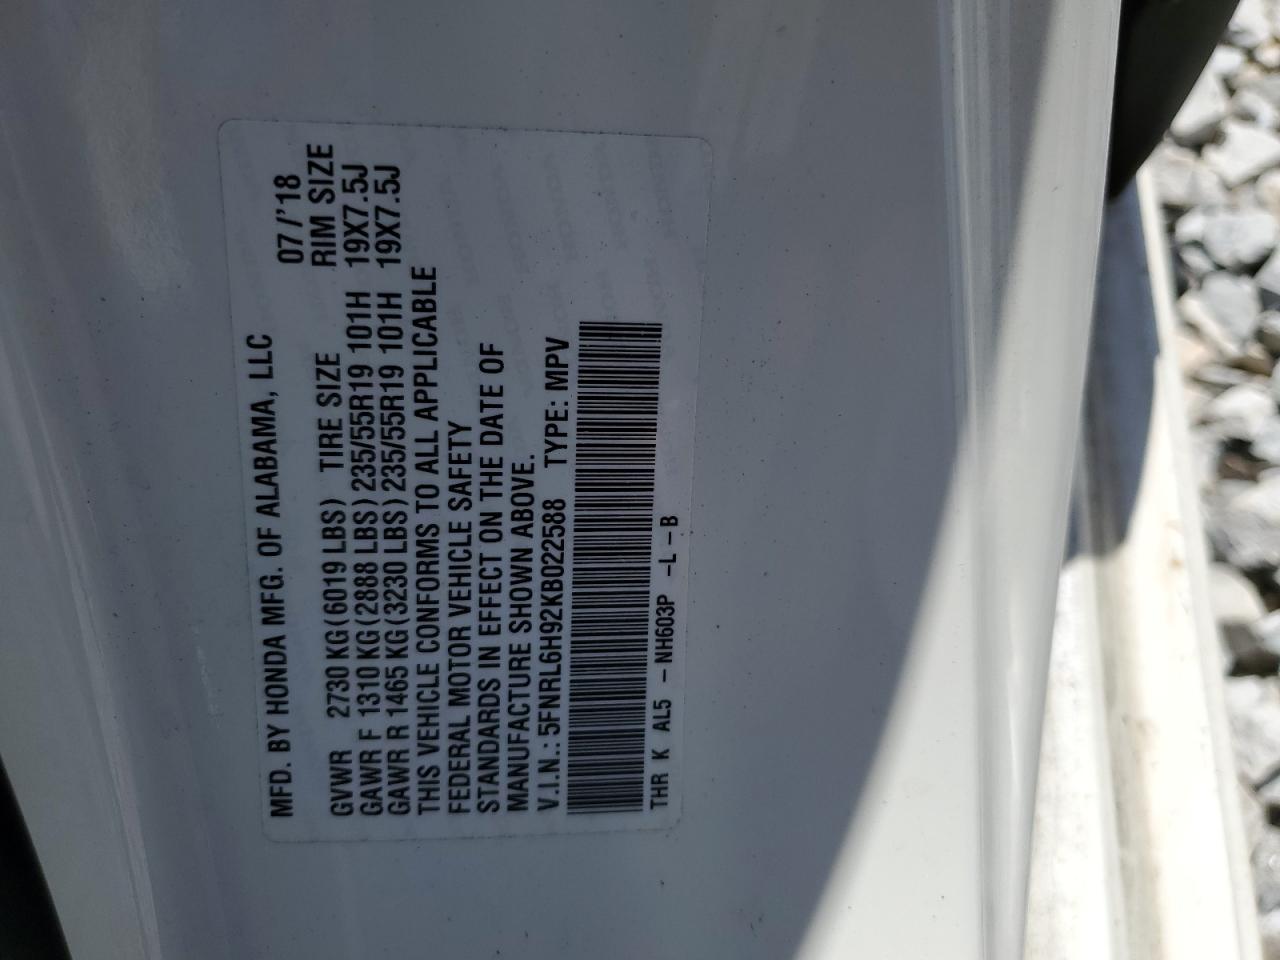 MFD. BY HONDA MFG. OF ALABAMA, LLC 07/'18
GVWR 2730 KG(6019 LBS) TIRE SIZE RIM SIZE
GAWR F 1310 KG(2888 LBS) 235/55R19 101H 19X7.5J
GAWR R 1465 KG(3230 LBS) 235/55R19 101H 19X7.5J
THIS VEHICLE CONFORMS TO ALL APPLICABLE
FEDERAL MOTOR VEHICLE SAFETY
STANDARDS IN EFFECT ON THE DATE OF
MANUFACTURE SHOWN ABOVE.
V.I.N.: 5FNRL6H92KB022588 TYPE: MPV
THR K AL5 - NH603P -L -B